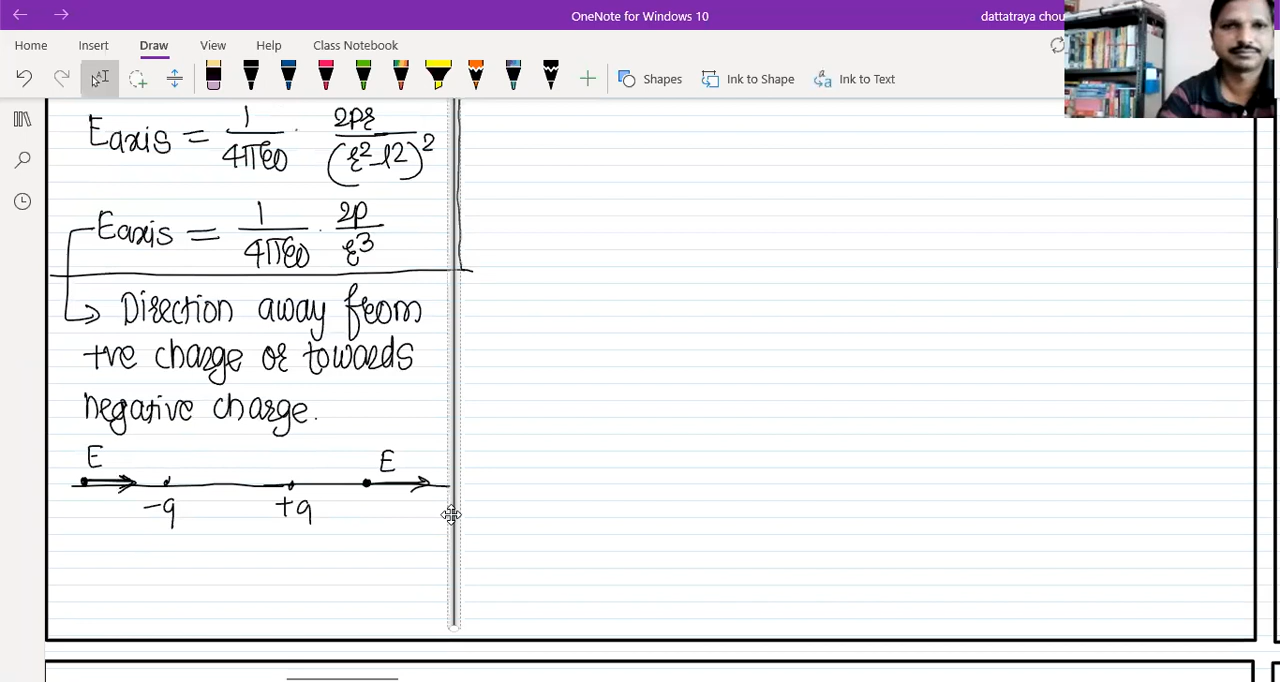 OneNote for Windows 10
dattatraya chou
Home Insert Draw View Help Class Notebook
Shapes Ink to Shape Ink to Text
Eaxis = 1/4πε0 · 2pr/(r²-l²)²
Eaxis = 1/4πε0 · 2p/r³
Direction away from
+ve charge or towards
negative charge.
E E
-q +q